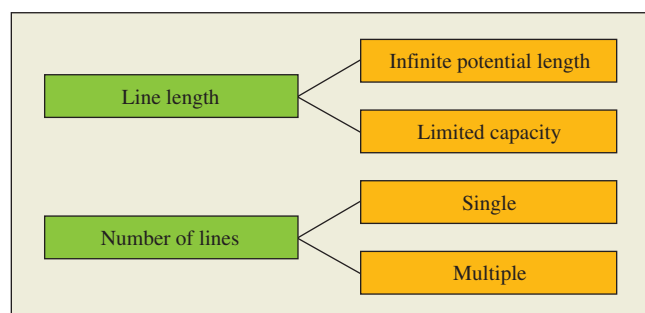 Line length
Infinite potential length
Limited capacity
Number of lines
Single
Multiple